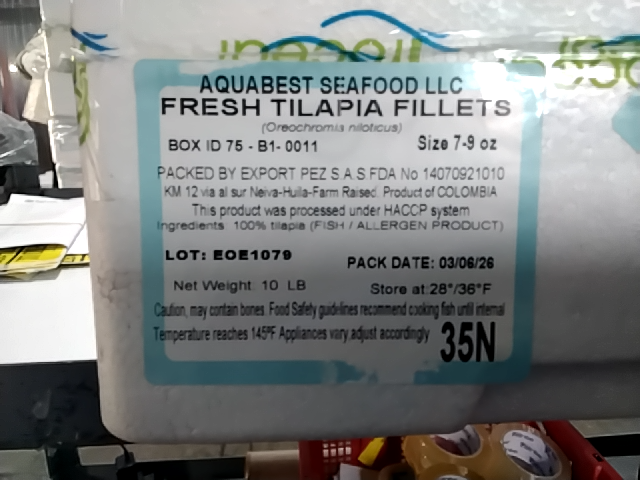 AQUABEST SEAFOOD LLC
FRESH TILAPIA FILLETS
(Oreochromis niloticus)
BOX ID 75 - B1- 0011 Size 7-9 oz
PACKED BY EXPORT PEZ S.A.S.FDA No 14070921010
KM 12 via al sur Neiva-Huila-Farm Raised. Product of COLOMBIA
This product was processed under HACCP system
Ingredients 100% tilapia (FISH / ALLERGEN PRODUCT)
LOT: EOE1079 PACK DATE: 03/06/26
Net Weight: 10 LB Store at: 28°/36°F
Caution, may contain bones. Food Safety guidelines recommend cooking fish until internal
Temperature reaches 145ºF Appliances vary,adjust accordingly
35N